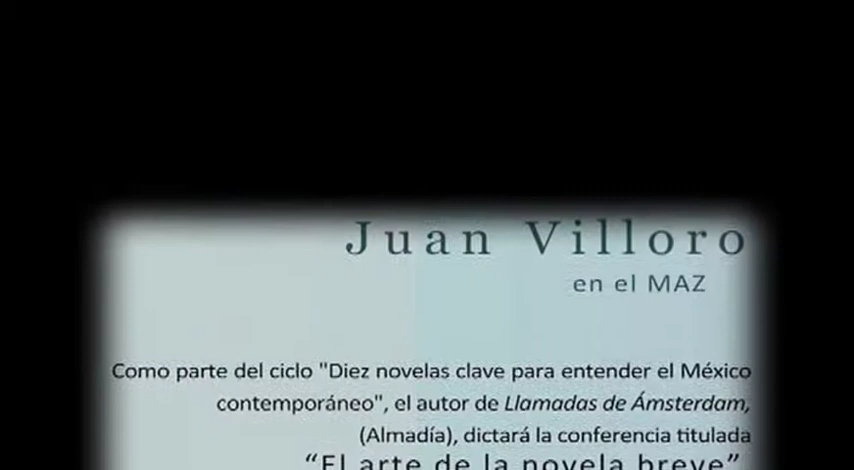 Juan Villoro
en el MAZ
Como parte del ciclo "Diez novelas clave para entender el México
contemporáneo", el autor de Llamadas de Ámsterdam,
(Almadía), dictará la conferencia titulada
“El arte de la novela breve”